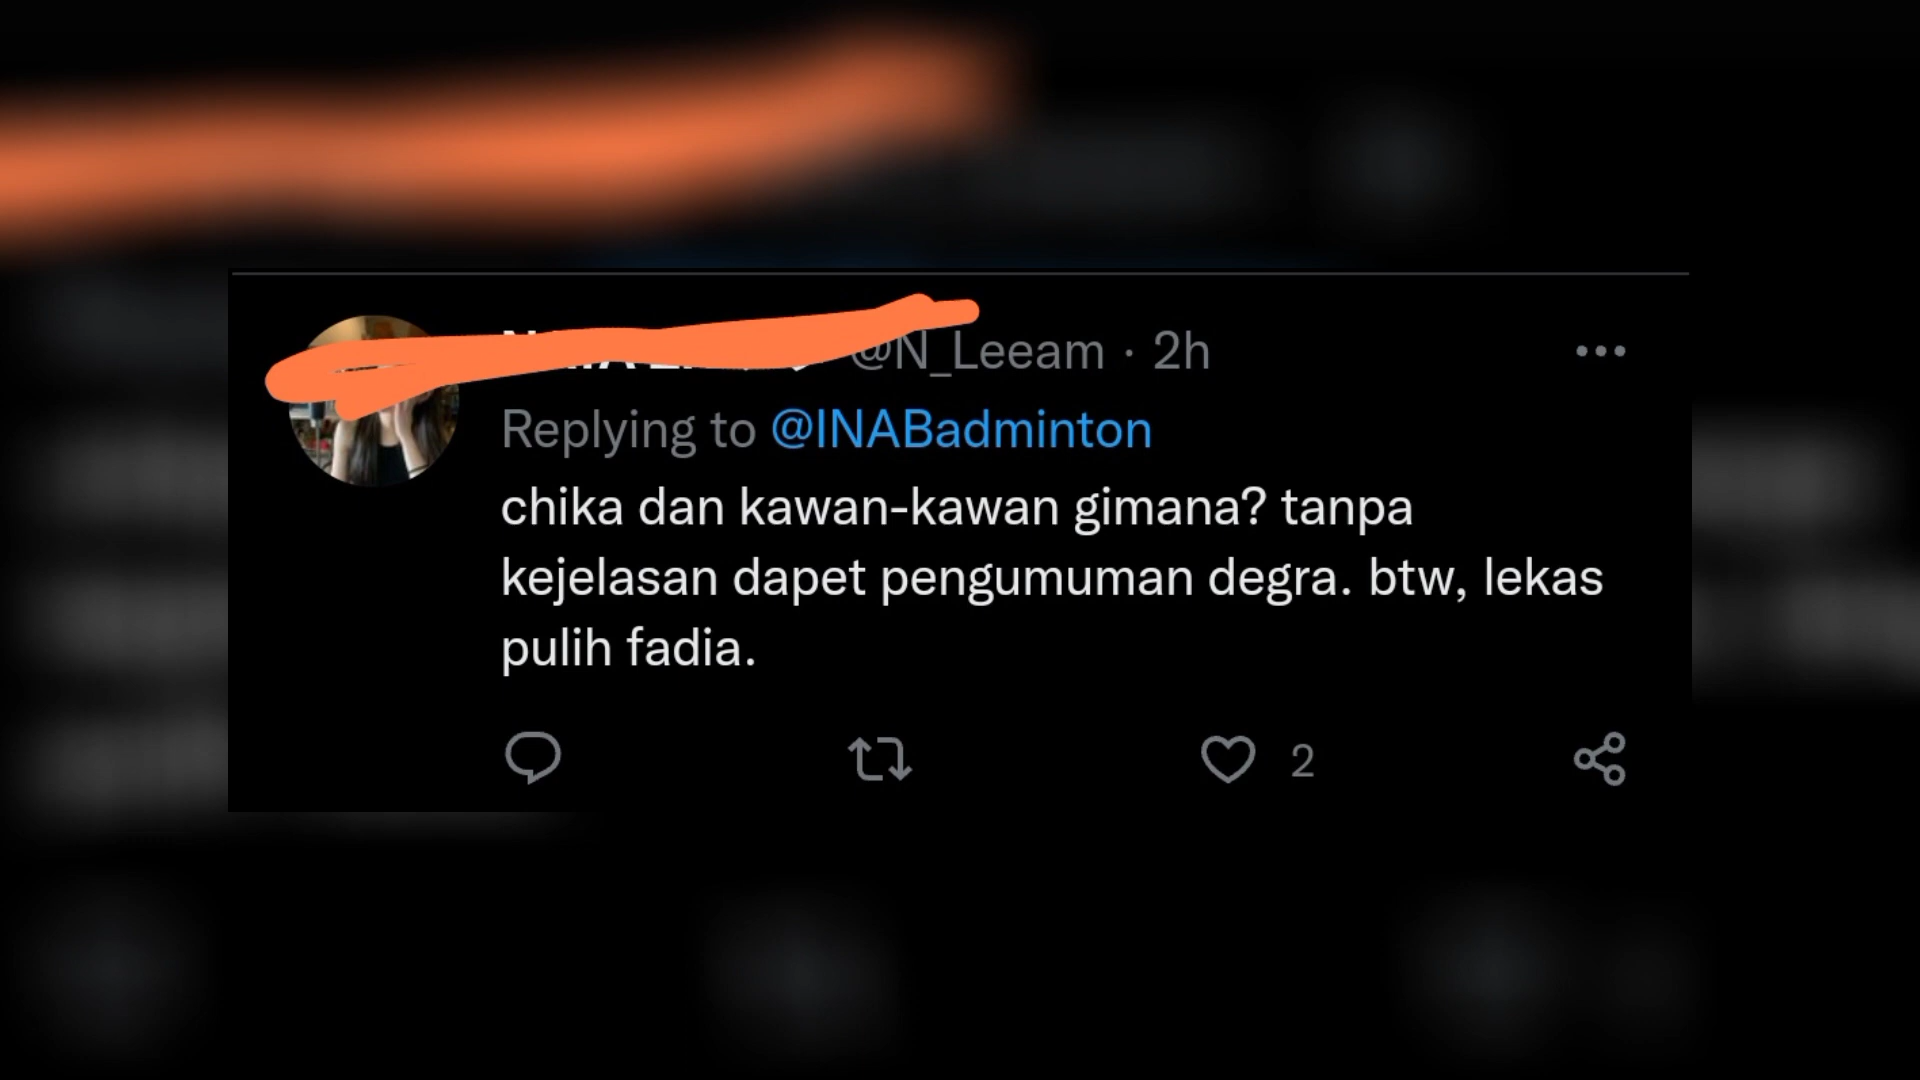 @N_Leeam · 2h
Replying to @INABadminton
chika dan kawan-kawan gimana? tanpa
kejelasan dapet pengumuman degra. btw, lekas
pulih fadia.
2